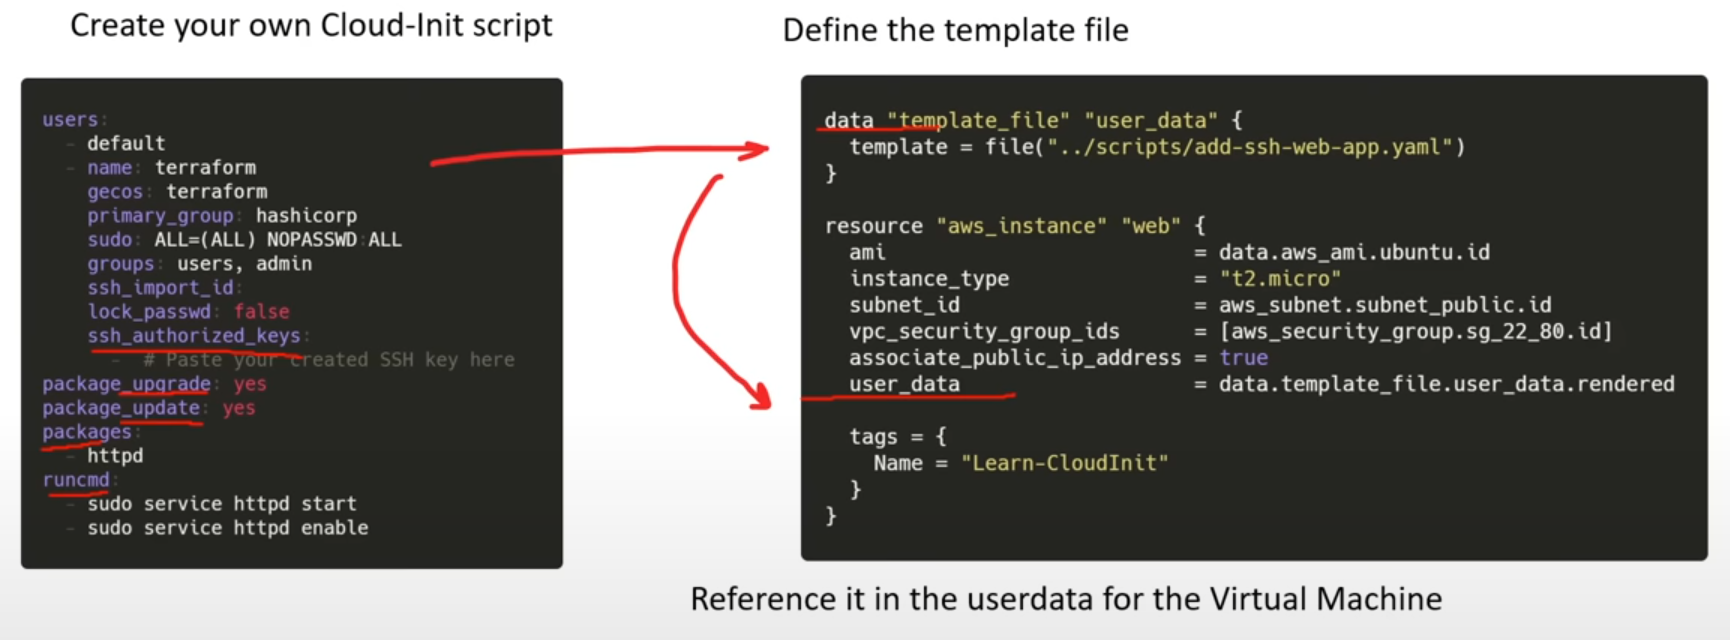 Create your own Cloud-Init script
users:
- default
- name: terraform
gecos: terraform
primary_group: hashicorp
sudo: ALL=(ALL) NOPASSWD:ALL
groups: users, admin
ssh_import_id:
lock_passwd: false
ssh_authorized_keys:
- # Paste your created SSH key here
package_upgrade: yes
package_update: yes
packages:
- httpd
runcmd:
- sudo service httpd start
- sudo service httpd enable
Define the template file
data "template_file" "user_data" {
template = file("../scripts/add-ssh-web-app.yaml")
}
resource "aws_instance" "web" {
ami = data.aws_ami.ubuntu.id
instance_type = "t2.micro"
subnet_id = aws_subnet.subnet_public.id
vpc_security_group_ids = [aws_security_group.sg_22_80.id]
associate_public_ip_address = true
user_data = data.template_file.user_data.rendered
tags = {
Name = "Learn-CloudInit"
}
}
Reference it in the userdata for the Virtual Machine